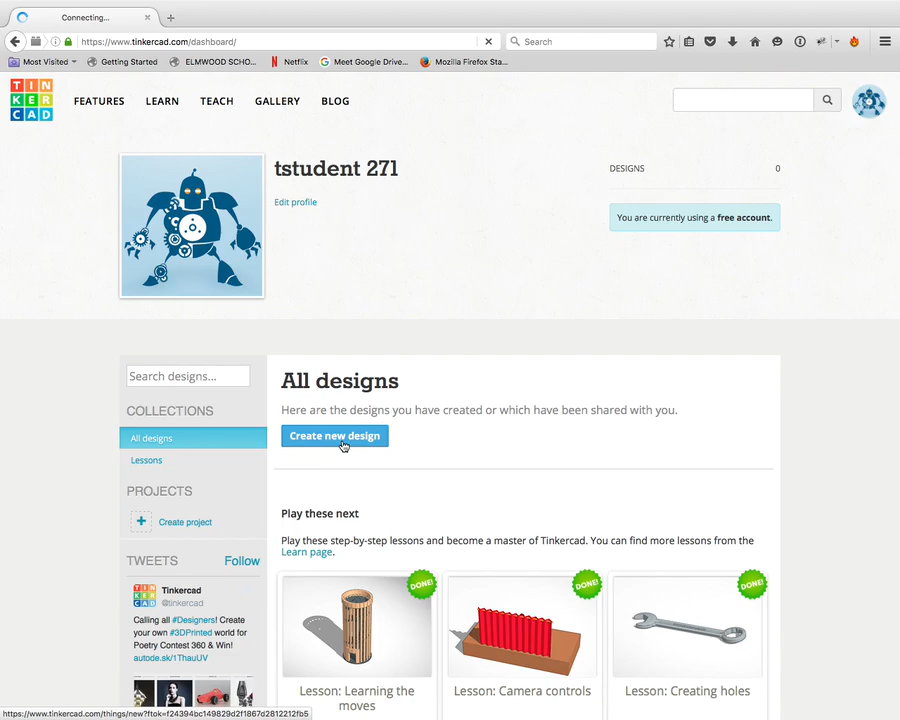 Connecting...
https://www.tinkercad.com/dashboard/
Search
Most Visited
Getting Started
ELMWOOD SCHO...
Netflix
Meet Google Drive...
Mozilla Firefox Sta...
TIN
KER
CAD
FEATURES
LEARN
TEACH
GALLERY
BLOG
tstudent 271
Edit profile
DESIGNS 0
You are currently using a free account.
Search designs...
COLLECTIONS
All designs
Lessons
PROJECTS
Create project
TWEETS Follow
Tinkercad
@tinkercad
Calling all #Designers! Create
your own #3DPrinted world for
Poetry Contest 360 & Win!
autode.sk/1ThauUV
All designs
Here are the designs you have created or which have been shared with you.
Create new design
Play these next
Play these step-by-step lessons and become a master of Tinkercad. You can find more lessons from the
Learn page.
DONE!
DONE!
DONE!
Lesson: Learning the
moves
Lesson: Camera controls
Lesson: Creating holes
https://www.tinkercad.com/things/new?ftok=f24394bc149829d2f1867d2812212fb5